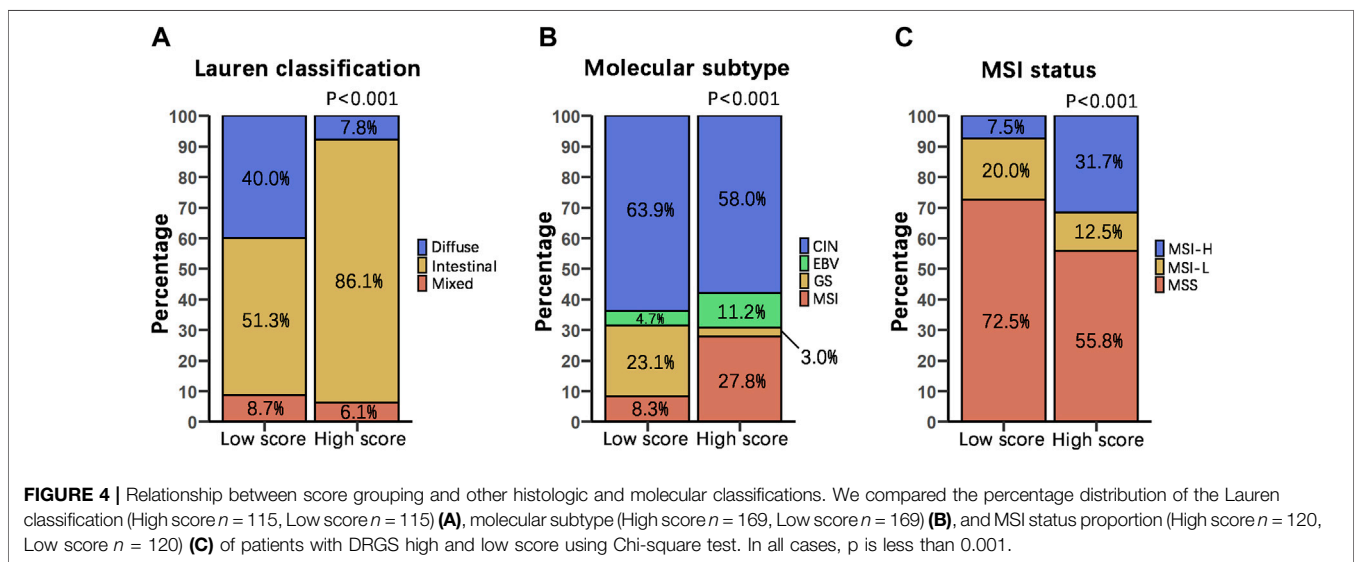 A
Lauren classification
P<0.001
Percentage
100
90
80
70
60
50
40
30
20
10
0
40.0%
51.3%
8.7%
7.8%
86.1%
6.1%
Low score High score
Diffuse
Intestinal
Mixed
B
Molecular subtype
P<0.001
Percentage
100
90
80
70
60
50
40
30
20
10
0
63.9%
4.7%
23.1%
8.3%
58.0%
11.2%
3.0%
27.8%
Low score High score
CIN
EBV
GS
MSI
C
MSI status
P<0.001
Percentage
100
90
80
70
60
50
40
30
20
10
0
7.5%
20.0%
72.5%
31.7%
12.5%
55.8%
Low score High score
MSI-H
MSI-L
MSS
FIGURE 4 | Relationship between score grouping and other histologic and molecular classifications. We compared the percentage distribution of the Lauren
classification (High score n = 115, Low score n = 115) (A), molecular subtype (High score n = 169, Low score n = 169) (B), and MSI status proportion (High score n = 120,
Low score n = 120) (C) of patients with DRGS high and low score using Chi-square test. In all cases, p is less than 0.001.